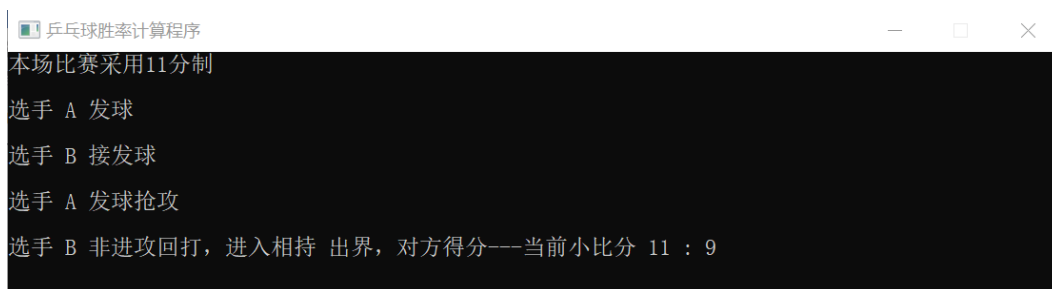 乒乓球胜率计算程序
本场比赛采用11分制
选手 A 发球
选手 B 接发球
选手 A 发球抢攻
选手 B 非进攻回打，进入相持 出界，对方得分---当前小比分 11 : 9